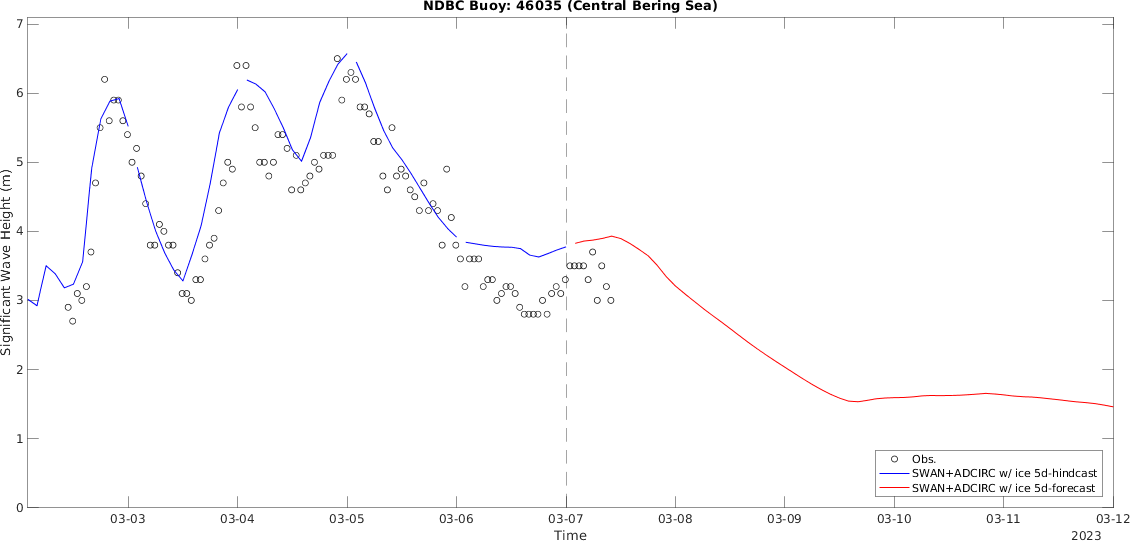 NDBC Buoy: 46035 (Central Bering Sea)
7
6
5
4
3
2
1
0
Significant Wave Height (m)
Obs.
SWAN+ADCIRC w/ ice 5d-hindcast
SWAN+ADCIRC w/ ice 5d-forecast
03-03 03-04 03-05 03-06 03-07 03-08 03-09 03-10 03-11 03-12
Time
2023